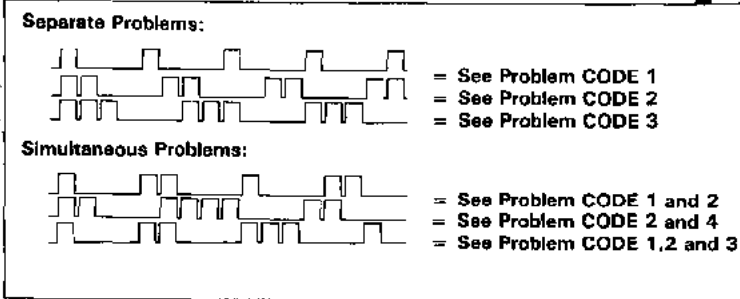 Separate Problems:
= See Problem CODE 1
= See Problem CODE 2
= See Problem CODE 3
Simultaneous Problems:
= See Problem CODE 1 and 2
= See Problem CODE 2 and 4
= See Problem CODE 1,2 and 3